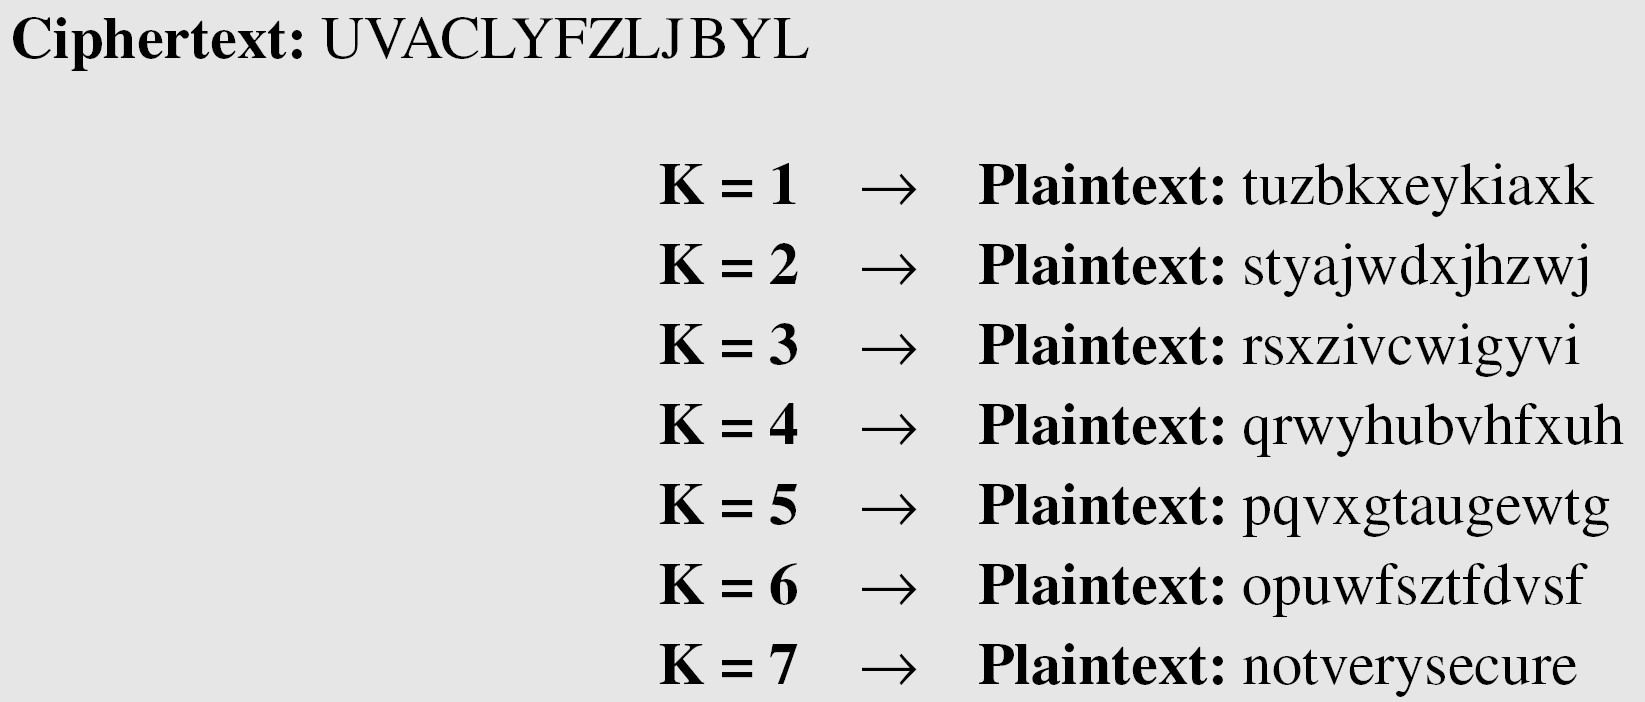 Ciphertext: UVACLYFZLJBYL
K = 1 → Plaintext: tuzbkxeykiaxk
K = 2 → Plaintext: styajwdxjhzwj
K = 3 → Plaintext: rsxzivcwigyvi
K = 4 → Plaintext: qrwyhubvhfxuh
K = 5 → Plaintext: pqvxgtaugewtg
K = 6 → Plaintext: opuwfsztfdvsf
K = 7 → Plaintext: notverysecure